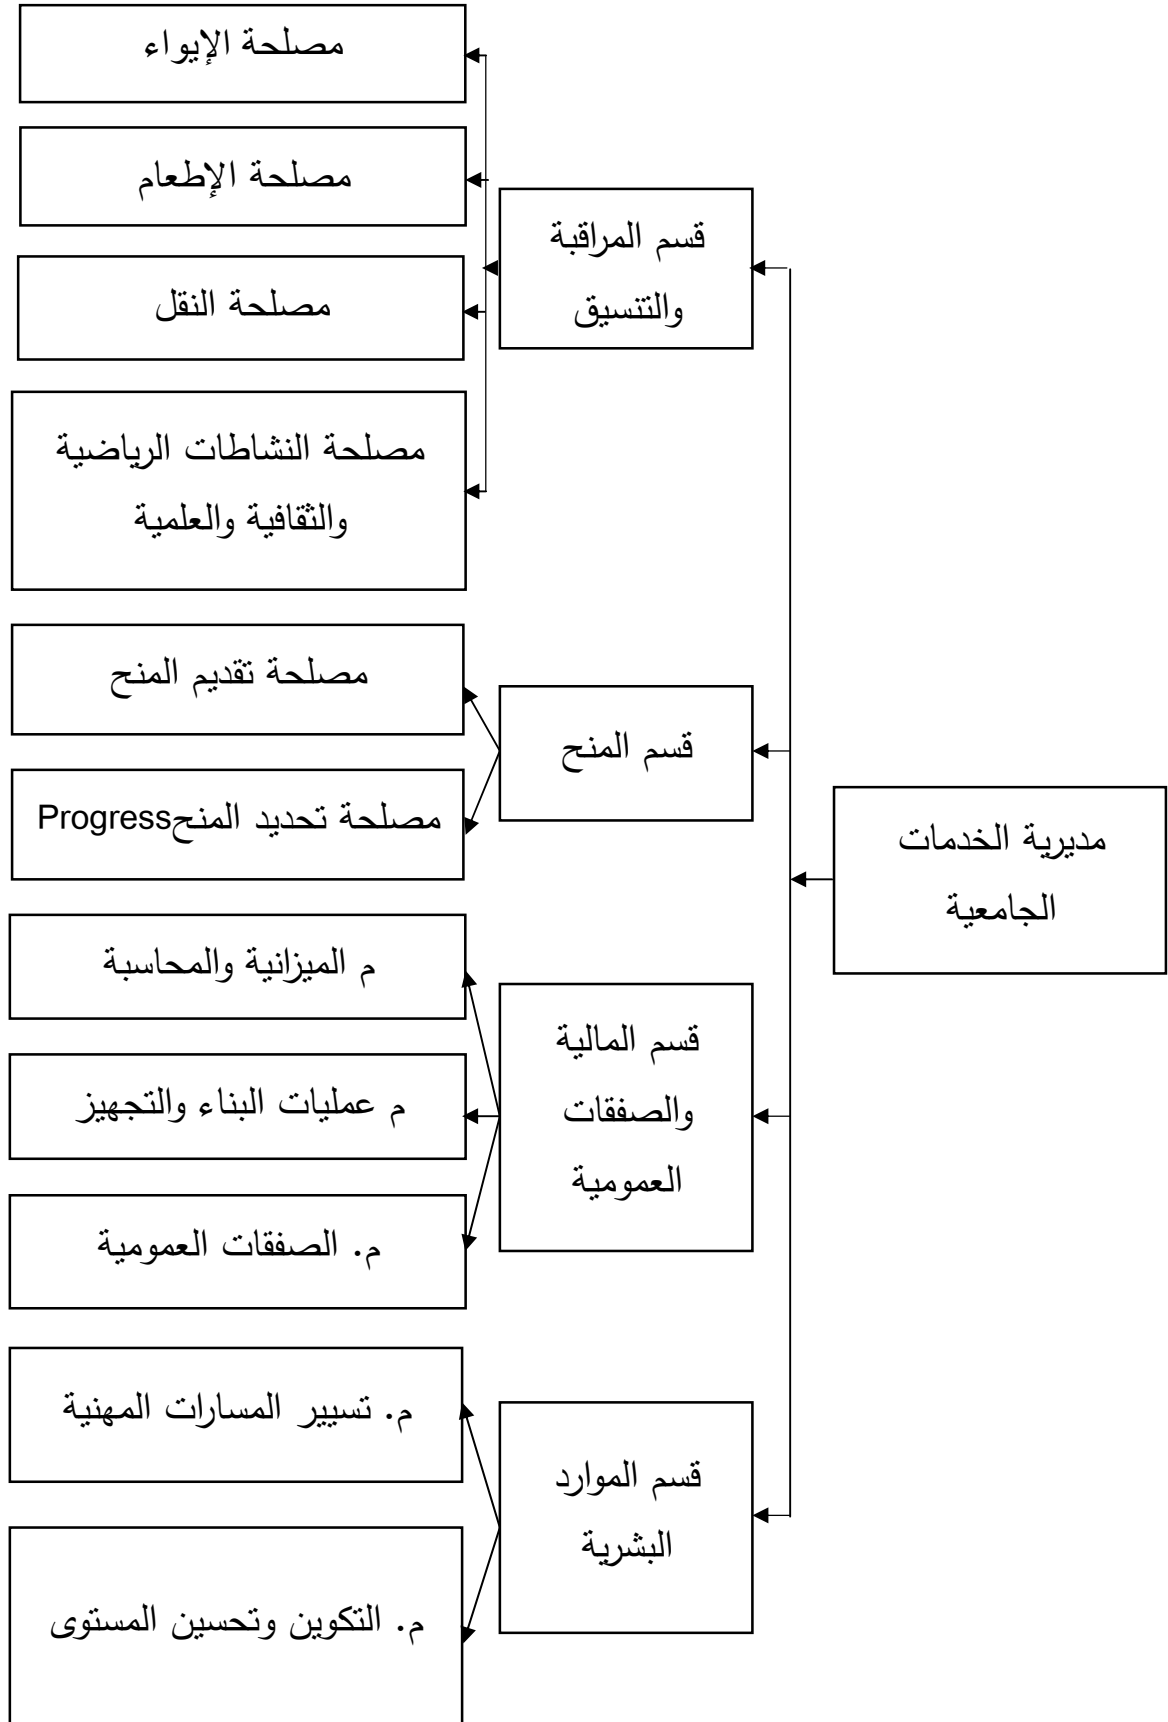 مديرية الخدمات
الجامعية
قسم المراقبة
والتنسيق
مصلحة الإيواء
مصلحة الإطعام
مصلحة النقل
مصلحة النشاطات الرياضية
والثقافية والعلمية
قسم المنح
مصلحة تقديم المنح
مصلحة تحديد المنحProgress
قسم المالية
والصفقات
العمومية
م الميزانية والمحاسبة
م عمليات البناء والتجهيز
م. الصفقات العمومية
قسم الموارد
البشرية
م. تسيير المسارات المهنية
م. التكوين وتحسين المستوى